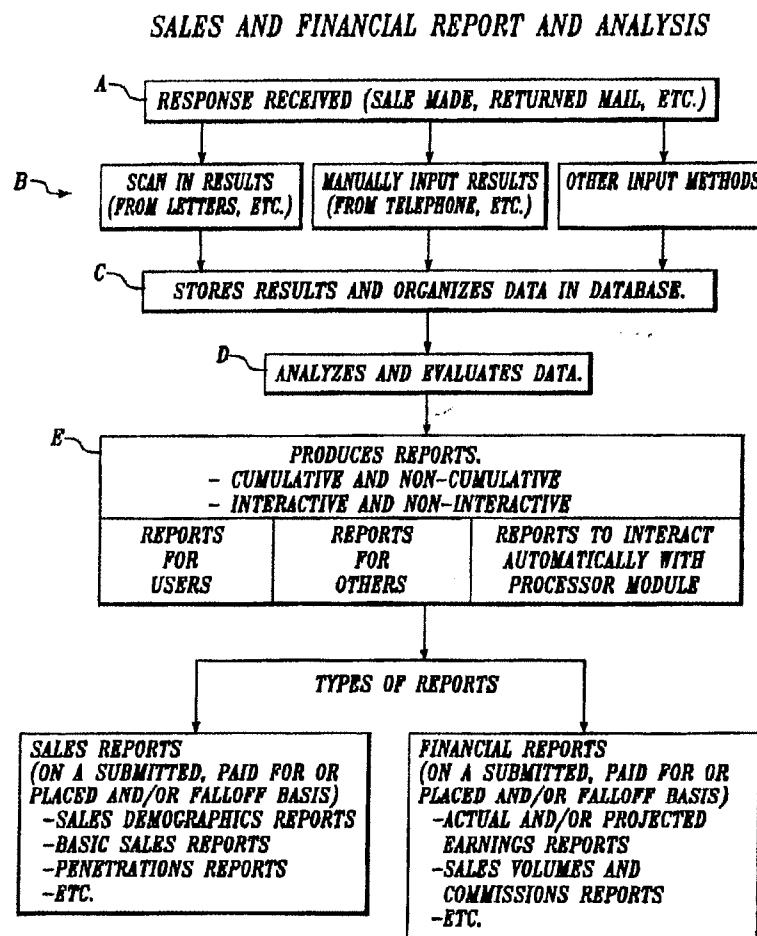 SALES AND FINANCIAL REPORT AND ANALYSIS
A
RESPONSE RECEIVED (SALE MADE, RETURNED MAIL, ETC.)
B
SCAN IN RESULTS
(FROM LETTERS, ETC.)
MANUALLY INPUT RESULTS
(FROM TELEPHONE, ETC.)
OTHER INPUT METHODS
C
STORES RESULTS AND ORGANIZES DATA IN DATABASE.
D
ANALYZES AND EVALUATES DATA.
E
PRODUCES REPORTS.
- CUMULATIVE AND NON-CUMULATIVE
- INTERACTIVE AND NON-INTERACTIVE
REPORTS
FOR
USERS
REPORTS
FOR
OTHERS
REPORTS TO INTERACT
AUTOMATICALLY WITH
PROCESSOR MODULE
TYPES OF REPORTS
SALES REPORTS
(ON A SUBMITTED, PAID FOR OR
PLACED AND/OR FALLOFF BASIS)
-SALES DEMOGRAPHICS REPORTS
-BASIC SALES REPORTS
-PENETRATIONS REPORTS
-ETC.
FINANCIAL REPORTS
(ON A SUBMITTED, PAID FOR OR
PLACED AND/OR FALLOFF BASIS)
-ACTUAL AND/OR PROJECTED
EARNINGS REPORTS
-SALES VOLUMES AND
COMMISSIONS REPORTS
-ETC.